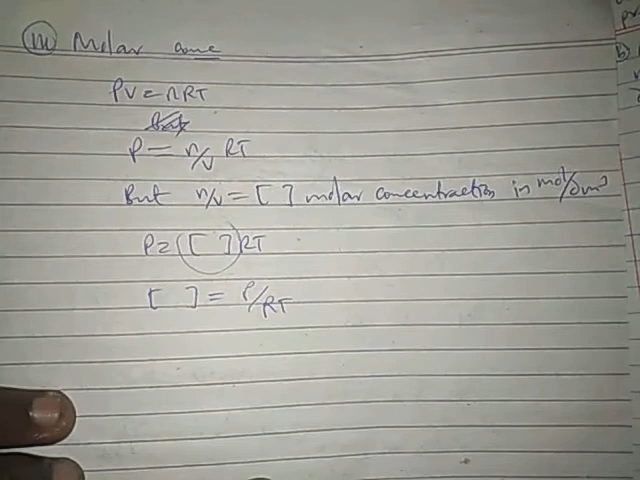 (iii) Molar conc
PV = nRT
P = n/V RT
But n/V = [ ] molar concentration in mol/dm³
P = ([ ])RT
[ ] = P/RT
b)